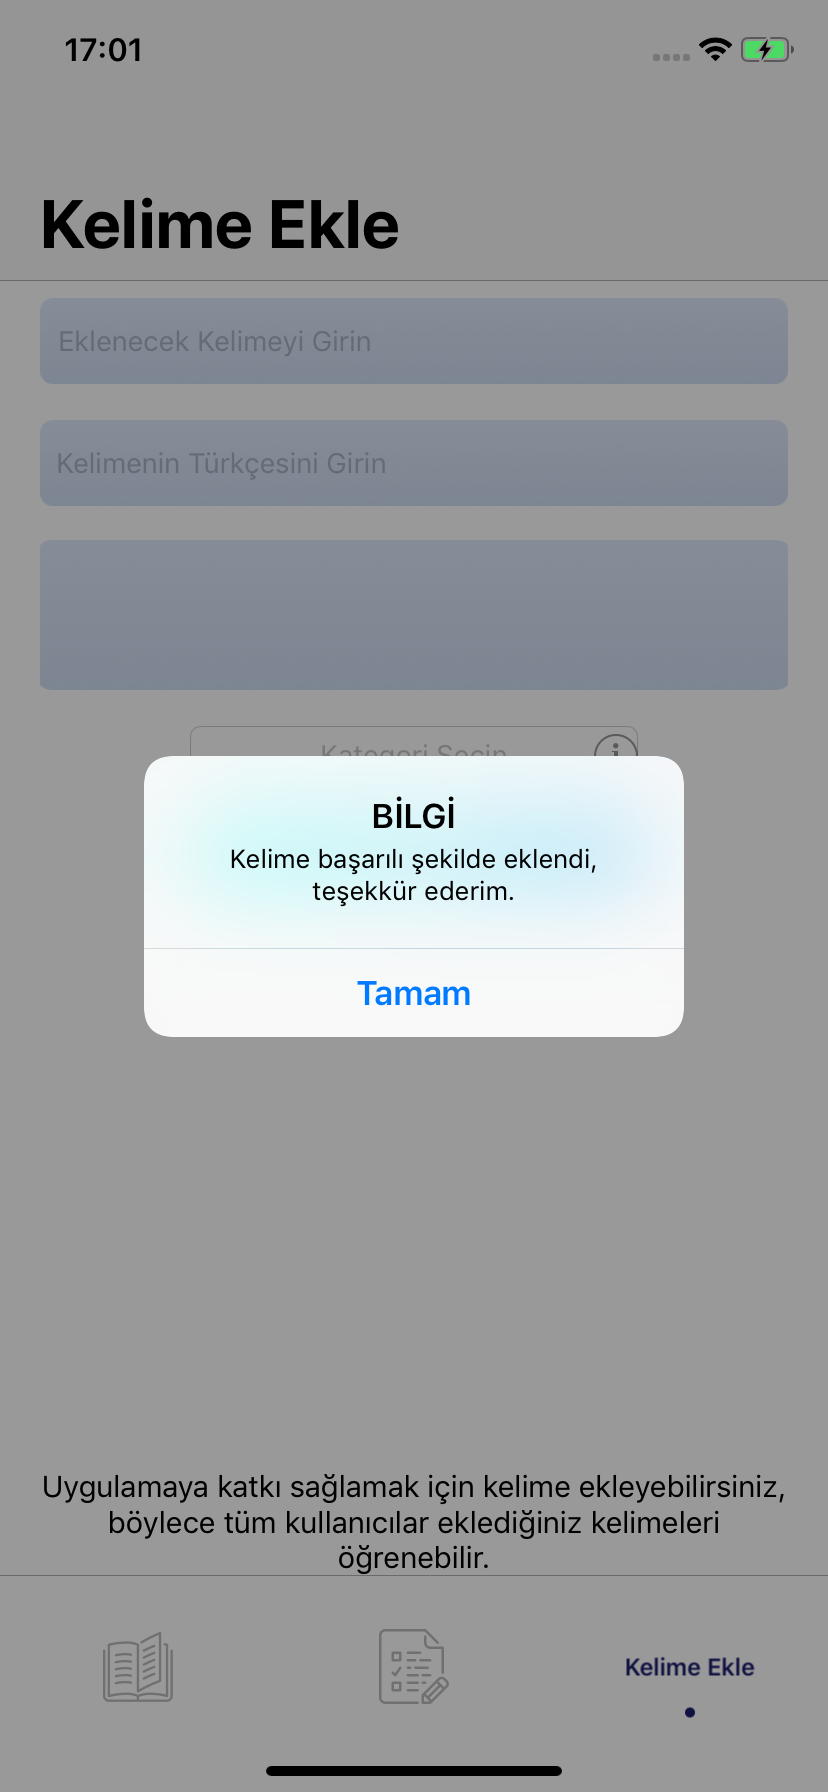 17:01
Kelime Ekle
Eklenecek Kelimeyi Girin
Kelimenin Türkçesini Girin
Kategori Seçin
BİLGİ
Kelime başarılı şekilde eklendi,
teşekkür ederim.
Tamam
Uygulamaya katkı sağlamak için kelime ekleyebilirsiniz,
böylece tüm kullanıcılar eklediğiniz kelimeleri
öğrenebilir.
Kelime Ekle